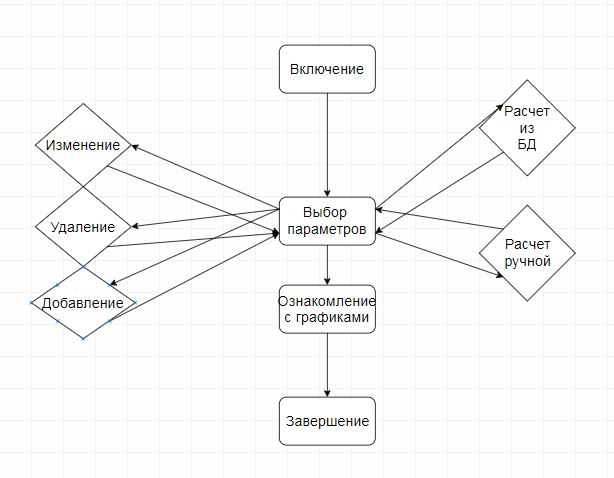 Включение
Изменение
Удаление
Добавление
Выбор
параметров
Расчет
из
БД
Расчет
ручной
Ознакомление
с графиками
Завершение